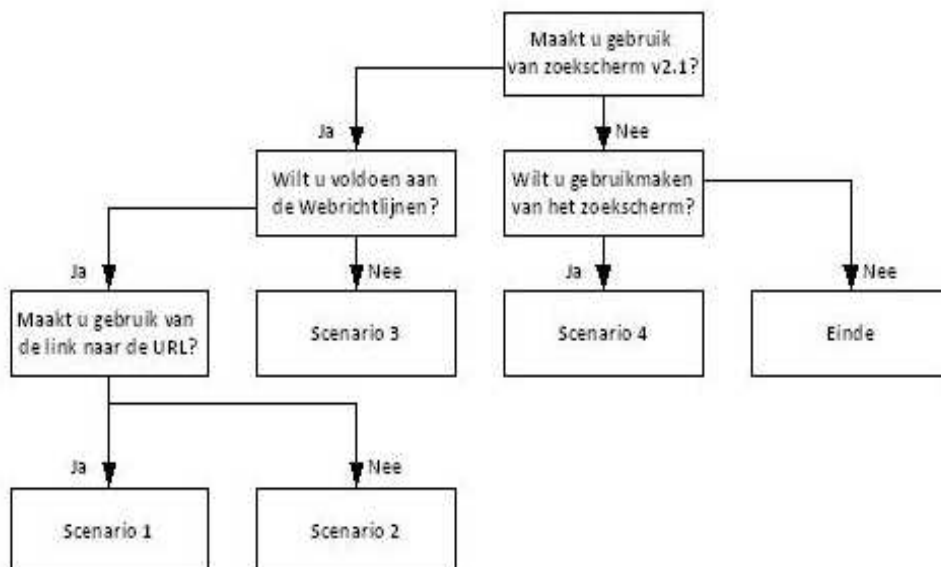 Maakt u gebruik
van zoekscherm v2.1?
Ja
Nee
Wilt u voldoen aan
de Webrichtlijnen?
Wilt u gebruikmaken
van het zoekscherm?
Ja
Nee
Ja
Nee
Maakt u gebruik van
de link naar de URL?
Scenario 3
Scenario 4
Einde
Ja
Nee
Scenario 1
Scenario 2